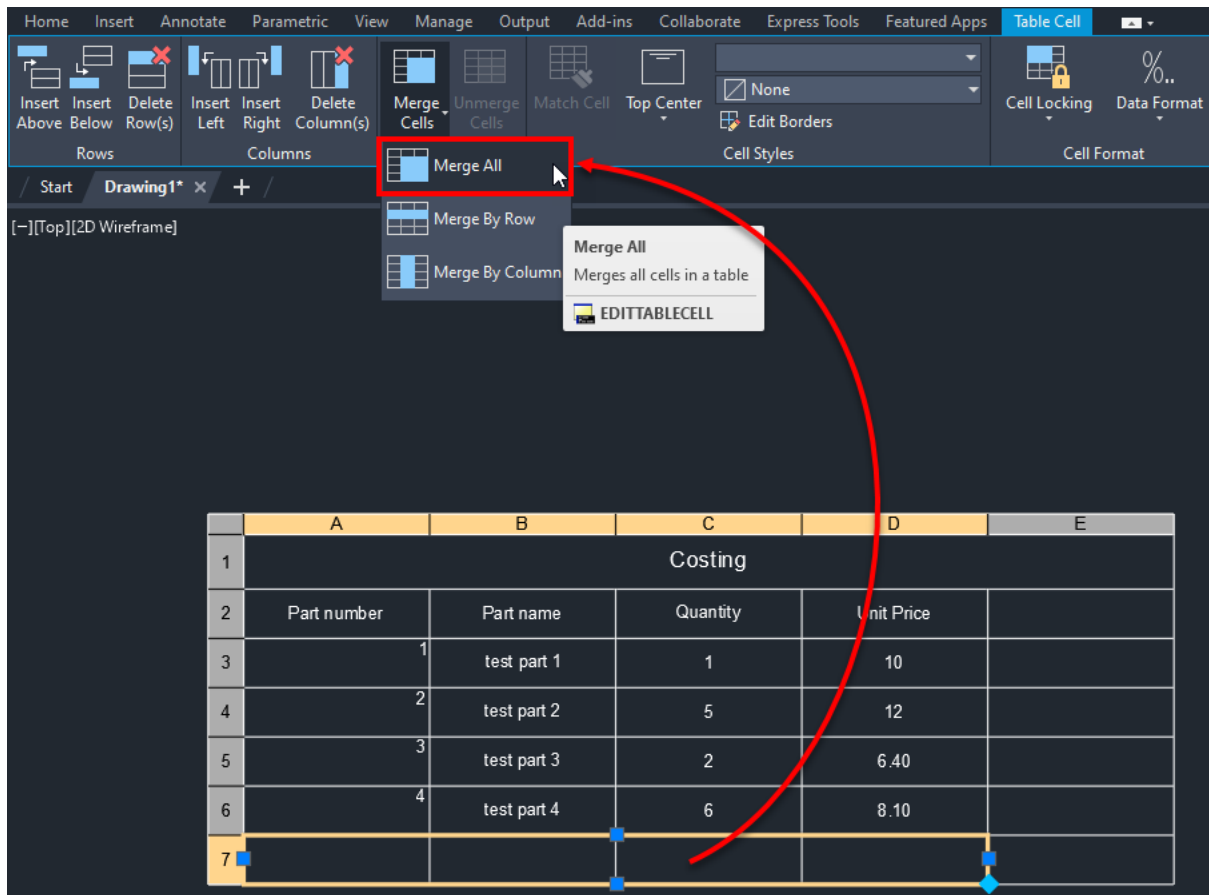 Home Insert Annotate Parametric View Manage Output Add-ins Collaborate Express Tools Featured Apps Table Cell
Insert Above
Insert Below
Delete Row(s)
Insert Left
Insert Right
Delete Column(s)
Merge Cells
Unmerge Cells
Match Cell
Top Center
None
Edit Borders
Cell Locking
%..
Data Format
Rows Columns Cell Styles Cell Format
Merge All
Merge By Row
Merge By Column
Start Drawing1* × +
[−][Top][2D Wireframe]
Merge All
Merges all cells in a table
EDITTABLECELL
A B C D E
1 Costing
2 Part number Part name Quantity Unit Price
3 1 test part 1 1 10
4 2 test part 2 5 12
5 3 test part 3 2 6.40
6 4 test part 4 6 8.10
7